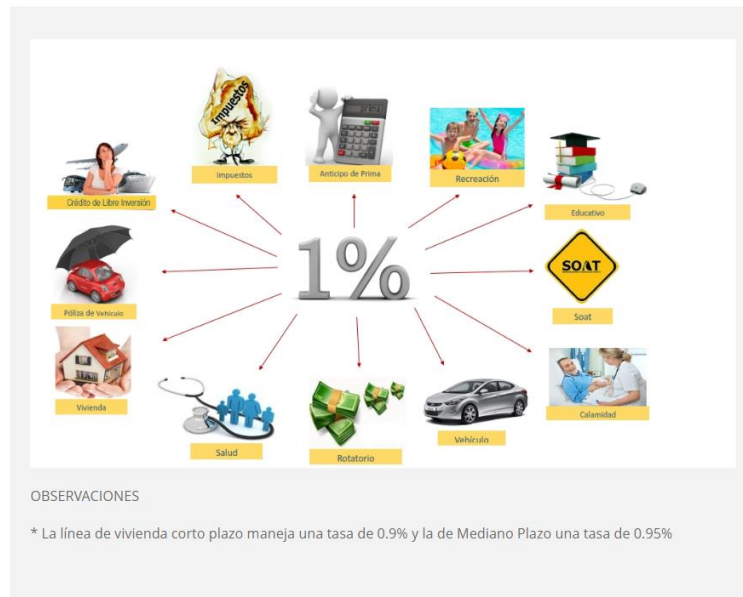 Impuestos
Impuestos
Anticipo de Prima
Recreación
Crédito de Libre Inversión
Educativo
1%
SOAT
Póliza de Vehículo
Soat
Vivienda
Calamidad
Salud
Rotatorio
Vehículo
OBSERVACIONES
* La línea de vivienda corto plazo maneja una tasa de 0.9% y la de Mediano Plazo una tasa de 0.95%